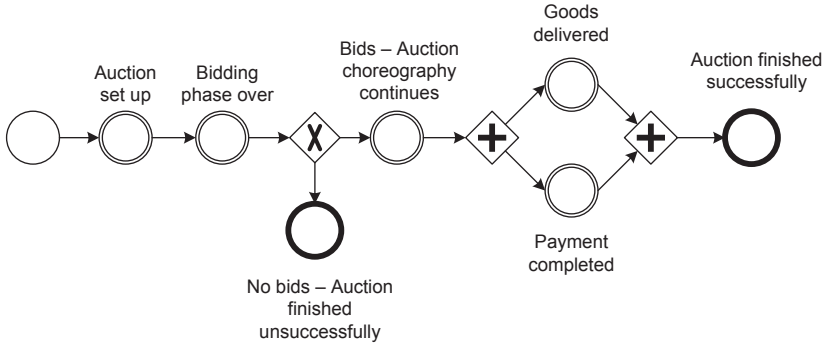 Auction
set up
Bidding
phase over
Bids – Auction
choreography
continues
Goods
delivered
Auction finished
successfully
X
No bids – Auction
finished
unsuccessfully
Payment
completed